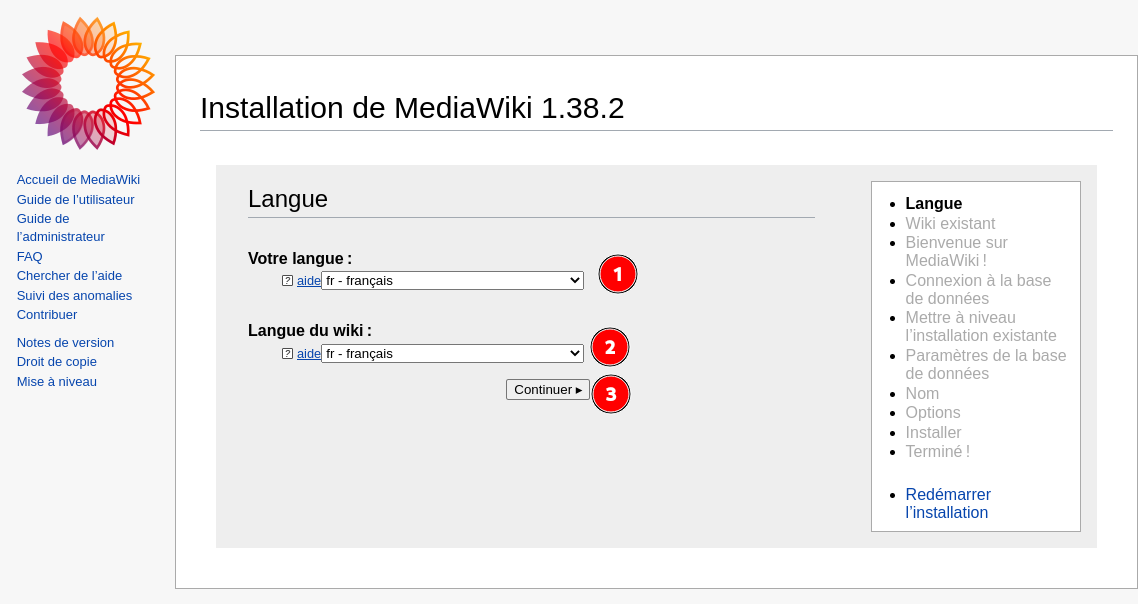 Installation de MediaWiki 1.38.2
Accueil de MediaWiki
Guide de l’utilisateur
Guide de
l’administrateur
FAQ
Chercher de l’aide
Suivi des anomalies
Contribuer
Notes de version
Droit de copie
Mise à niveau
Langue
Votre langue :
? aide fr - français
1
Langue du wiki :
? aide fr - français
2
Continuer ▸
3
Langue
Wiki existant
Bienvenue sur
MediaWiki !
Connexion à la base
de données
Mettre à niveau
l’installation existante
Paramètres de la base
de données
Nom
Options
Installer
Terminé !
Redémarrer
l’installation